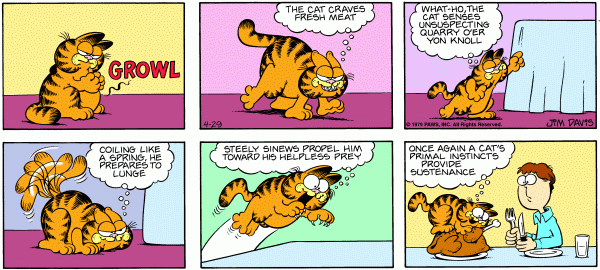 GROWL
THE CAT CRAVES
FRESH MEAT
4-29
WHAT-HO, THE
CAT SENSES
UNSUSPECTING
QUARRY O'ER
YON KNOLL
© 1979 PAWS, INC. All Rights Reserved.
JIM DAVIS
COILING LIKE
A SPRING, HE
PREPARES TO
LUNGE
STEELY SINEWS PROPEL HIM
TOWARD HIS HELPLESS PREY
ONCE AGAIN A CAT'S
PRIMAL INSTINCTS
PROVIDE
SUSTENANCE